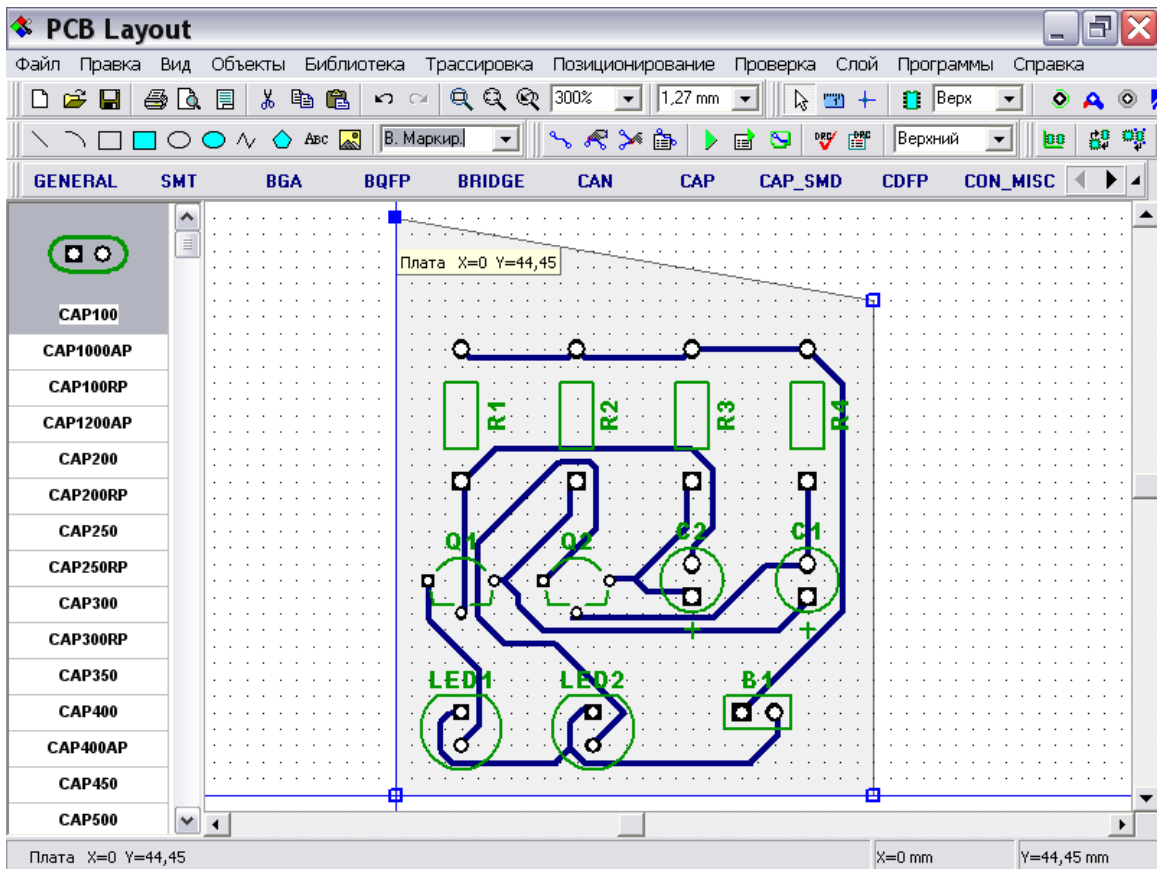 PCB Layout
Файл Правка Вид Объекты Библиотека Трассировка Позиционирование Проверка Слой Программы Справка
300% 1,27 mm Верх
ABC В. Маркир. DRC DRC Верхний
GENERAL SMT BGA BQFP BRIDGE CAN CAP CAP_SMD CDFP CON_MISC
CAP100
CAP1000AP
CAP100RP
CAP1200AP
CAP200
CAP200RP
CAP250
CAP250RP
CAP300
CAP300RP
CAP350
CAP400
CAP400AP
CAP450
CAP500
Плата X=0 Y=44,45
R1 R2 R3 R4
Q1 Q2 C2 C1
+ +
LED1 LED2 B1
Плата X=0 Y=44,45 X=0 mm Y=44,45 mm